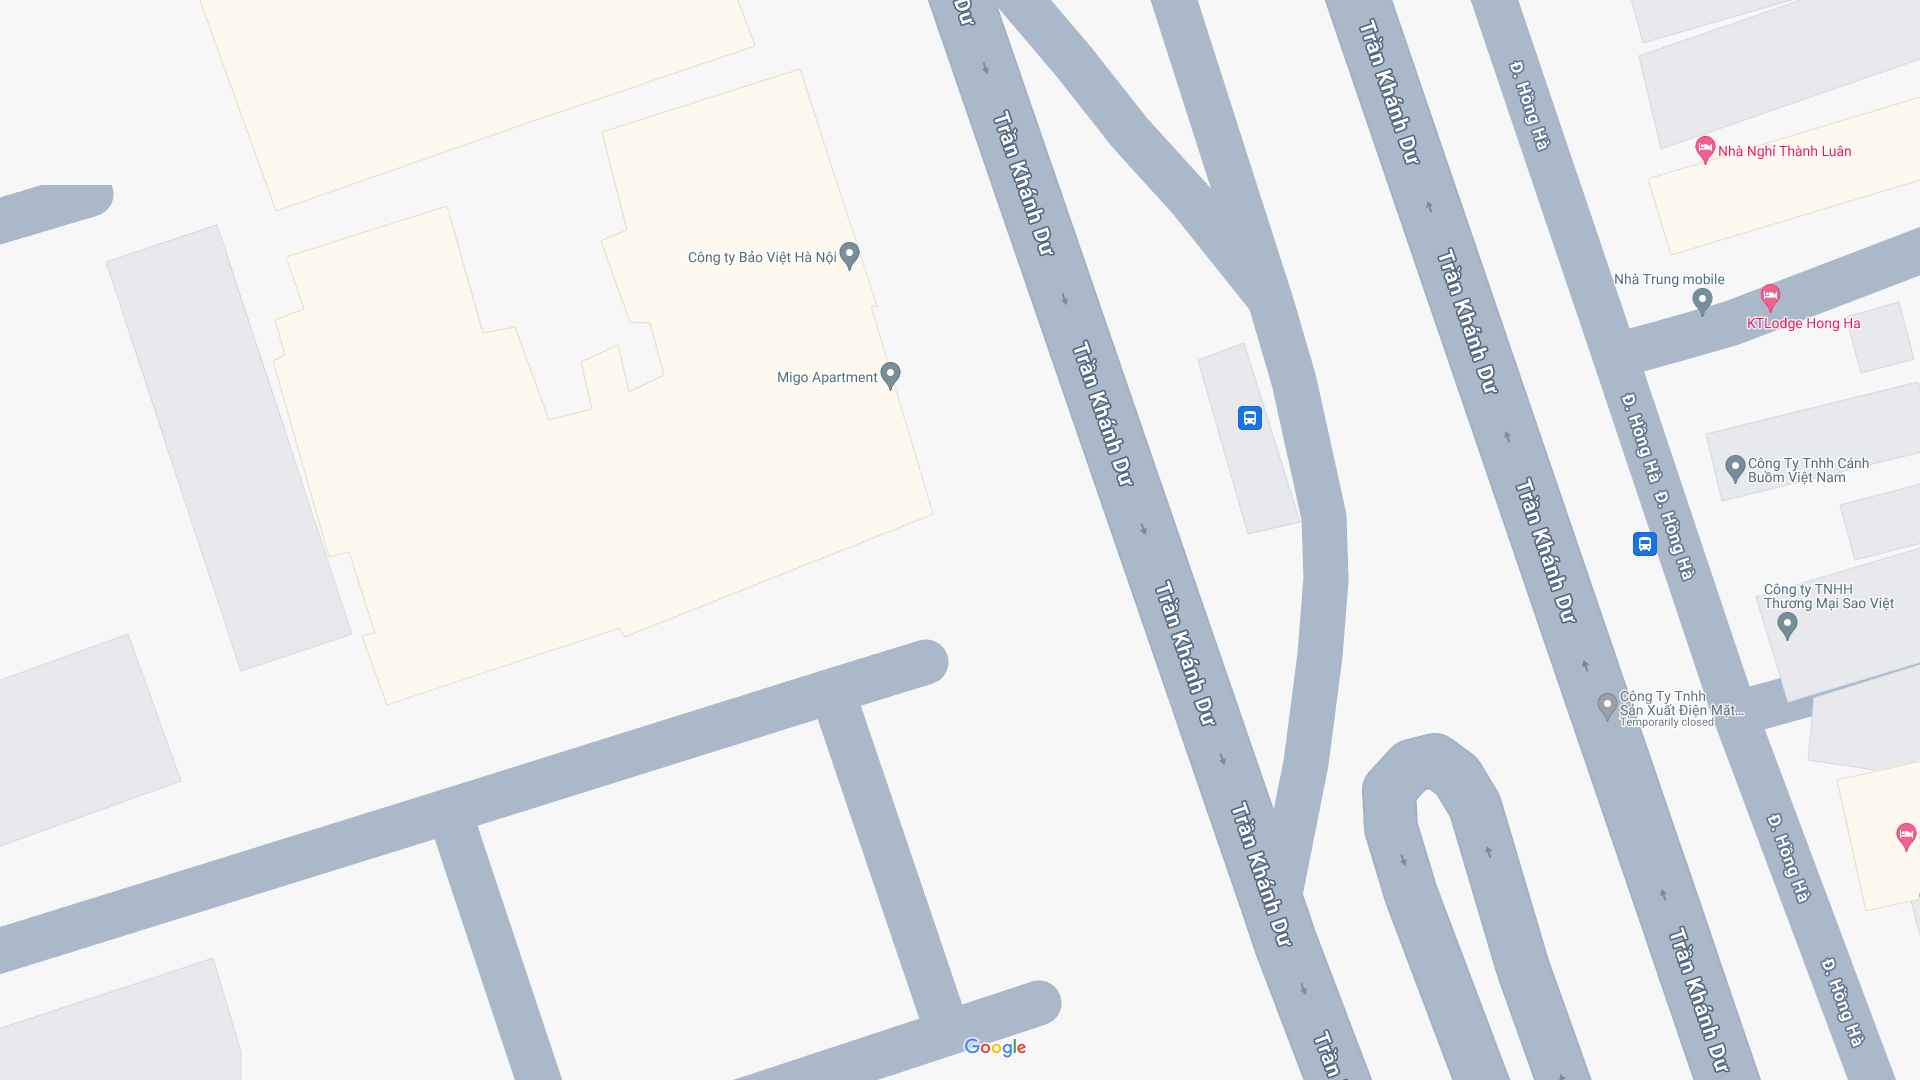 Dư
Trần Khánh Dư
Đ. Hồng Hà
Trần Khánh Dư
Nhà Nghỉ Thành Luân
Công ty Bảo Việt Hà Nội
Trần Khánh Dư
Nhà Trung mobile
KTLodge Hong Ha
Migo Apartment
Trần Khánh Dư
Đ. Hồng Hà
Công Ty Tnhh Cánh
Buồm Việt Nam
Đ. Hồng Hà
Trần Khánh Dư
Công ty TNHH
Thương Mại Sao Việt
Trần Khánh Dư
Công Ty Tnhh
Sản Xuất Điện Mặt...
Temporarily closed
Trần Khánh Dư
Đ. Hồng Hà
Trần Khánh Dư
Đ. Hồng Hà
Trần
Google